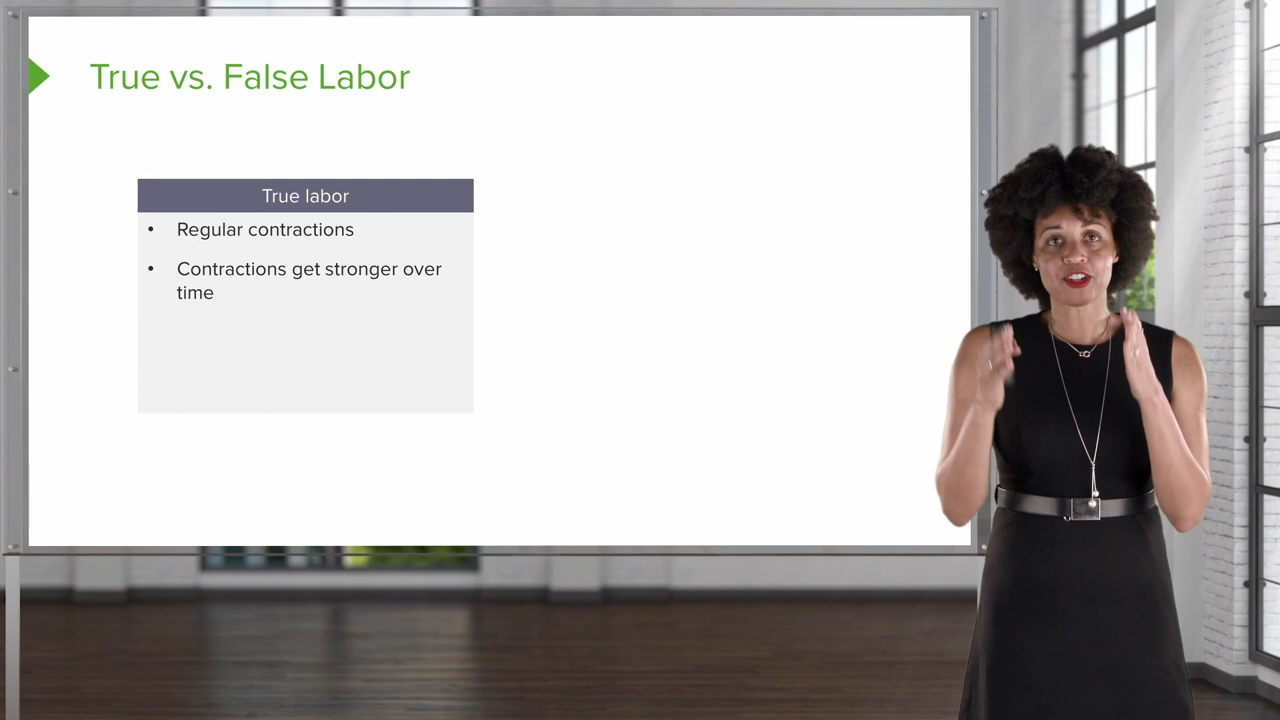 True vs. False Labor
True labor
• Regular contractions
• Contractions get stronger over
time